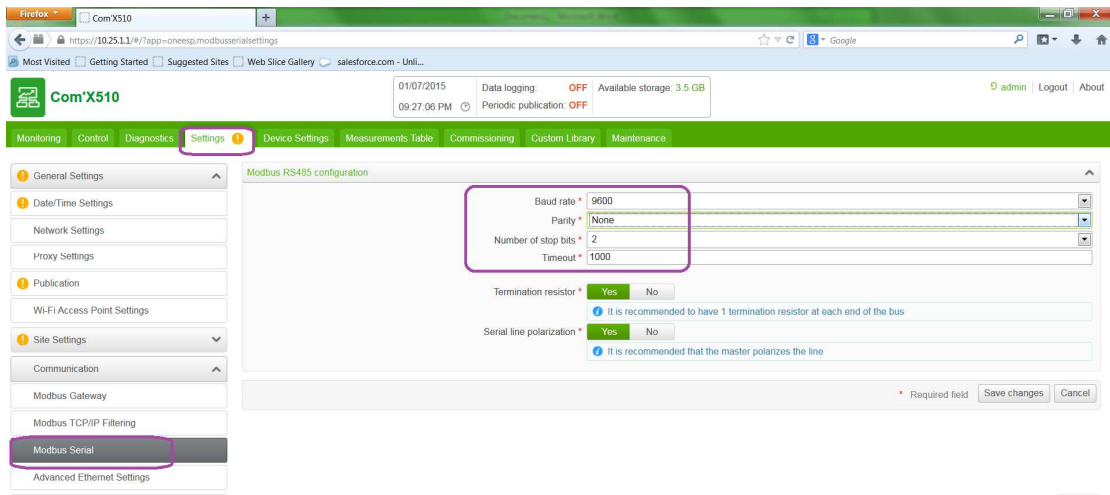 Firefox
Com'X510
https://10.25.1.1/#/?app=oneesp.modbusserialsettings
Google
Most Visited Getting Started Suggested Sites Web Slice Gallery salesforce.com - Unli...
Com'X510
01/07/2015
09:27:06 PM
Data logging: OFF Available storage: 3.5 GB
Periodic publication: OFF
admin Logout About
Monitoring Control Diagnostics Settings Device Settings Measurements Table Commissioning Custom Library Maintenance
General Settings
Date/Time Settings
Network Settings
Proxy Settings
Publication
Wi-Fi Access Point Settings
Site Settings
Communication
Modbus Gateway
Modbus TCP/IP Filtering
Modbus Serial
Advanced Ethernet Settings
Modbus RS485 configuration
Baud rate * 9600
Parity * None
Number of stop bits * 2
Timeout * 1000
Termination resistor * Yes No
It is recommended to have 1 termination resistor at each end of the bus
Serial line polarization * Yes No
It is recommended that the master polarizes the line
* Required field Save changes Cancel